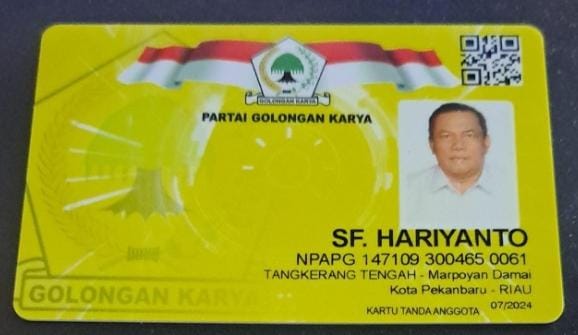 GOLONGAN KARYA
PARTAI GOLONGAN KARYA
SF. HARIYANTO
NPAPG 147109 300465 0061
TANGKERANG TENGAH - Marpoyan Damai
Kota Pekanbaru - RIAU
KARTU TANDA ANGGOTA 07/2024
GOLONGAN KARYA